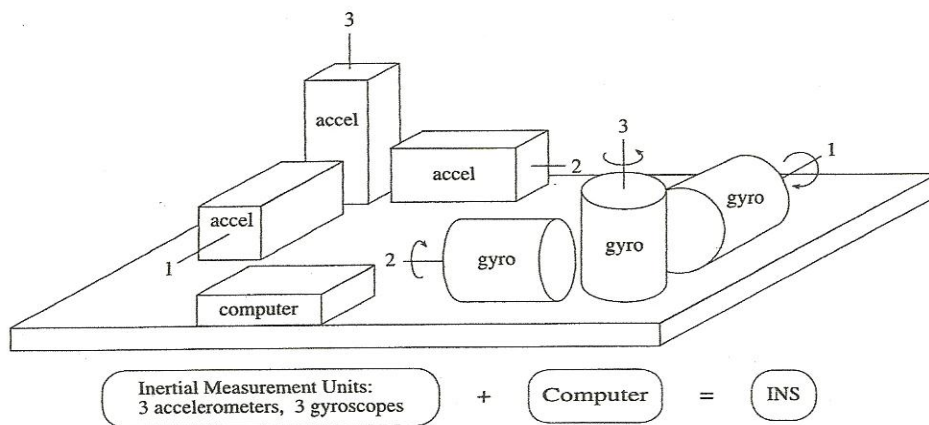 3
accel
accel
2
3
1
gyro
accel
1
gyro
2
gyro
computer
Inertial Measurement Units:
3 accelerometers, 3 gyroscopes
+
Computer
=
INS